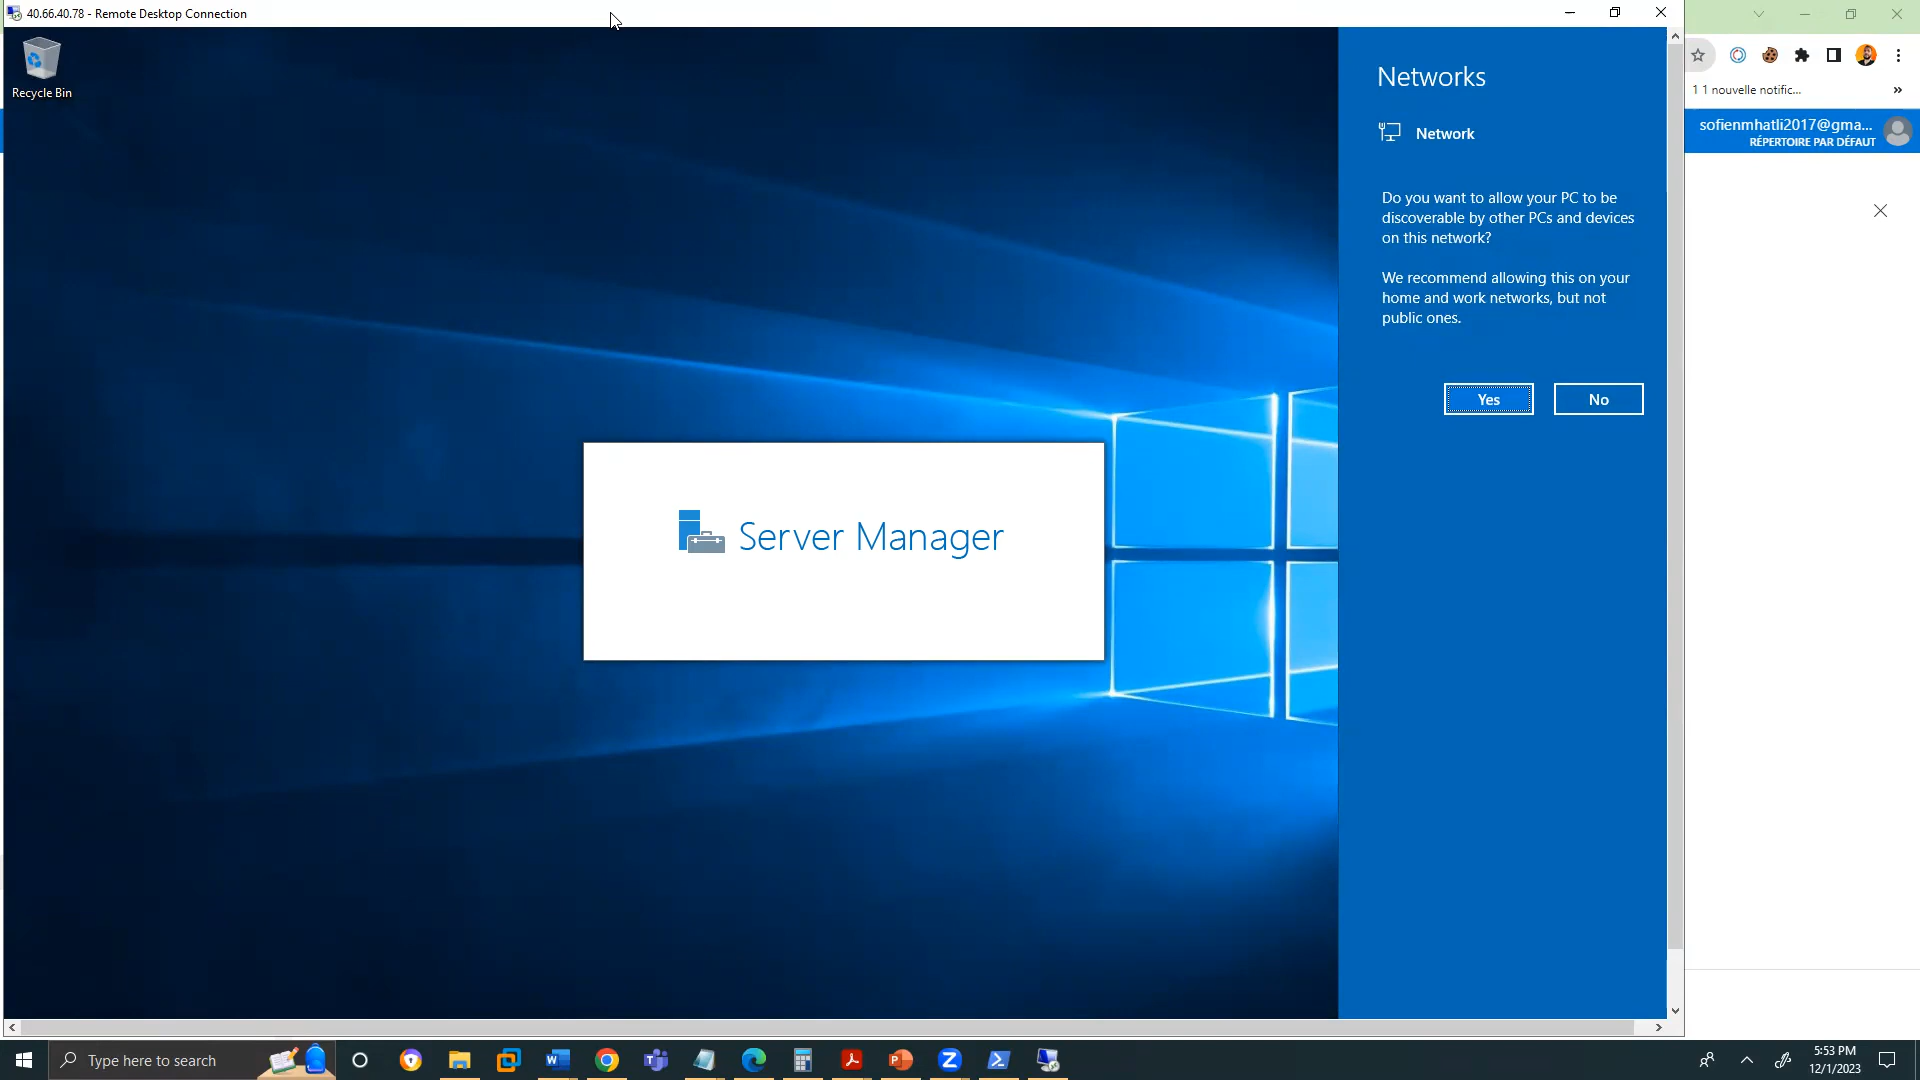 40.66.40.78 - Remote Desktop Connection
Recycle Bin
Networks
Network
Do you want to allow your PC to be
discoverable by other PCs and devices
on this network?
We recommend allowing this on your
home and work networks, but not
public ones.
Yes
No
Server Manager
1 1 nouvelle notific...
sofienmhatli2017@gma...
RÉPERTOIRE PAR DÉFAUT
Type here to search
5:53 PM
12/1/2023